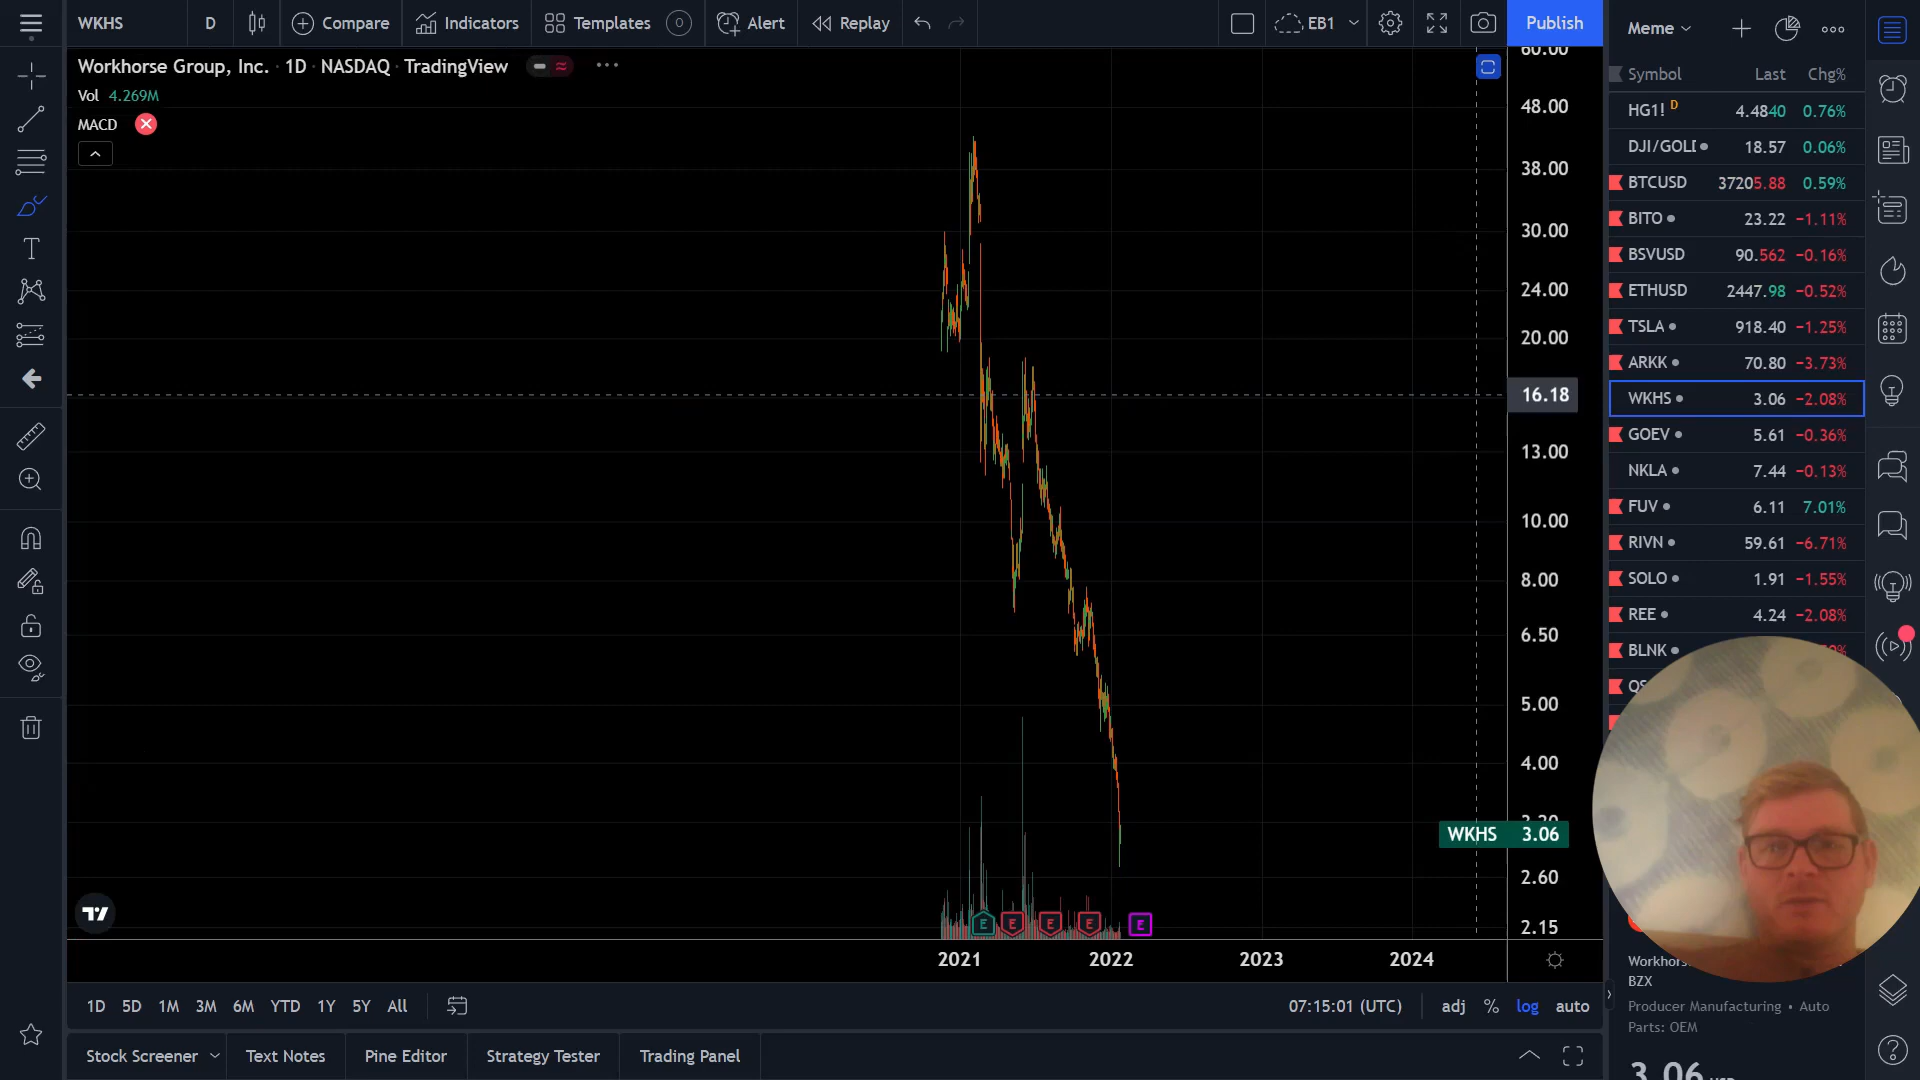 WKHS D Compare Indicators Templates Alert Replay EB1 Publish
Workhorse Group, Inc. · 1D · NASDAQ · TradingView
Vol 4.269M
MACD
60.00
48.00
38.00
30.00
24.00
20.00
16.18
13.00
10.00
8.00
6.50
5.00
4.00
WKHS 3.06
2.60
2.15
E E E E E
2021 2022 2023 2024
1D 5D 1M 3M 6M YTD 1Y 5Y All 07:15:01 (UTC) adj % log auto
Stock Screener Text Notes Pine Editor Strategy Tester Trading Panel
Meme
Symbol Last Chg%
HG1! D 4.4840 0.76%
DJI/GOL 18.57 0.06%
BTCUSD 37205.88 0.59%
BITO 23.22 −1.11%
BSVUSD 90.562 −0.16%
ETHUSD 2447.98 −0.52%
TSLA 918.40 −1.25%
ARKK 70.80 −3.73%
WKHS 3.06 −2.08%
GOEV 5.61 −0.36%
NKLA 7.44 −0.13%
FUV 6.11 7.01%
RIVN 59.61 −6.71%
SOLO 1.91 −1.55%
REE 4.24 −2.08%
BLNK
QS
BZX
Producer Manufacturing • Auto
Parts: OEM
3.06